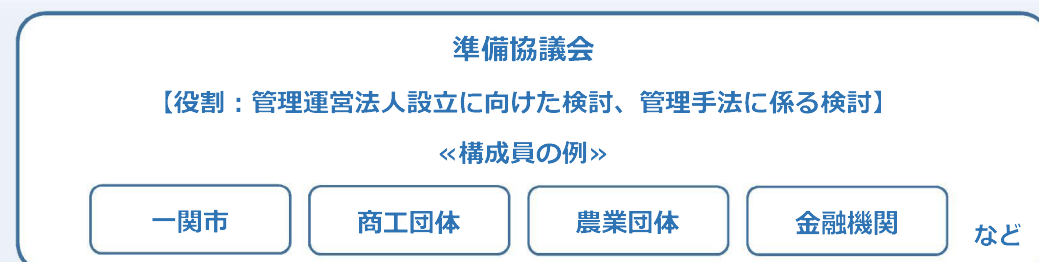 準備協議会
【役割：管理運営法人設立に向けた検討、管理手法に係る検討】
≪構成員の例≫
一関市 商工団体 農業団体 金融機関 など